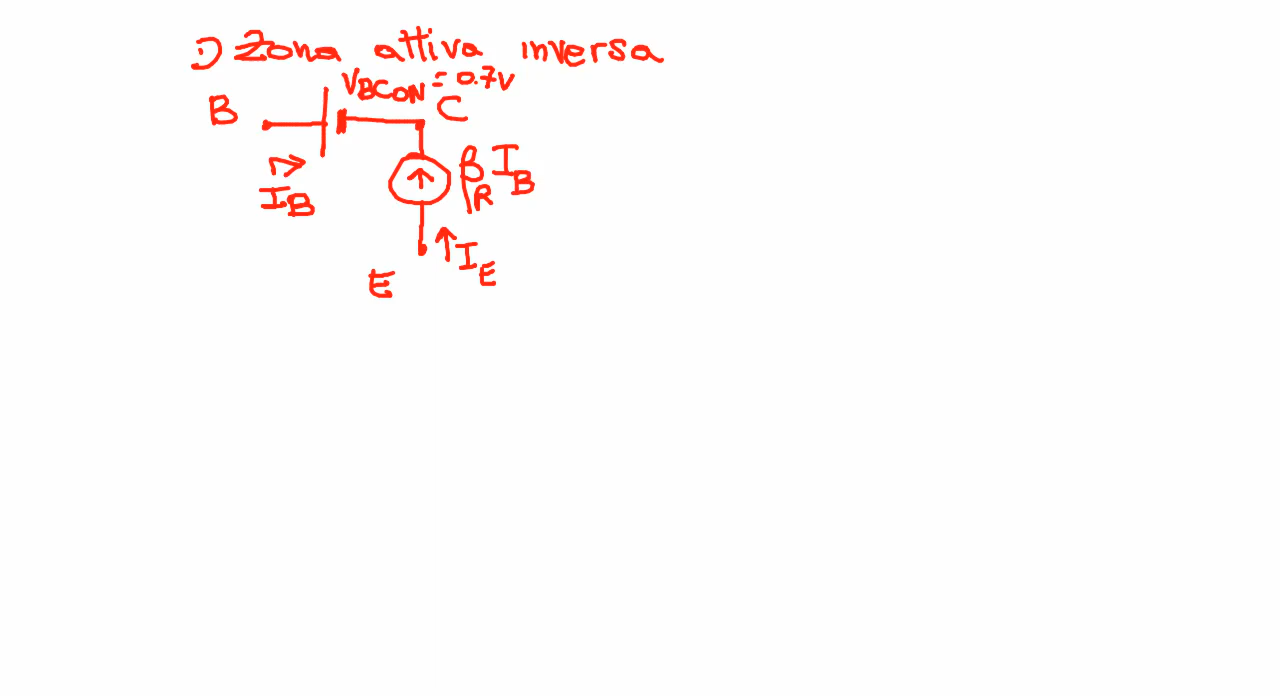 :) Zona attiva inversa
VBCON = 0.7V
B
C
IB
βR IB
IE
E